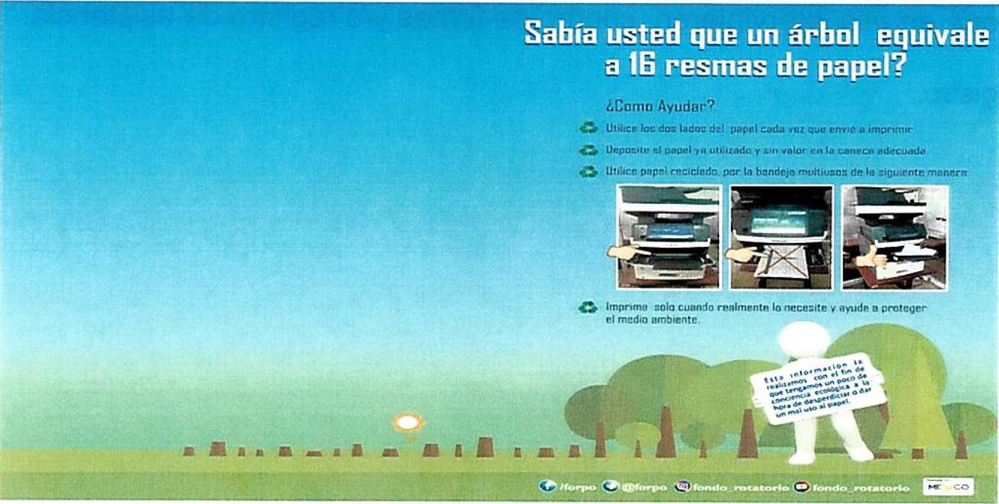 Sabía usted que un árbol equivale
a 16 resmas de papel?
¿Como Ayudar?
Utilice los dos lados del papel cada vez que envié a imprimir
Deposite el papel ya utilizado y sin valor en la caneca adecuada
Utilice papel reciclado, por la bandeja multiusos de la siguiente manera:
Imprima solo cuando realmente lo necesite y ayude a proteger
el medio ambiente.
Esta información la
realizamos con el fin de
que tengamos un poco de
conciencia ecológica a la
hora de desperdiciar o dar
un mal uso al papel.
/forpo @forpo fondo_rotatorio fondo_rotatorio